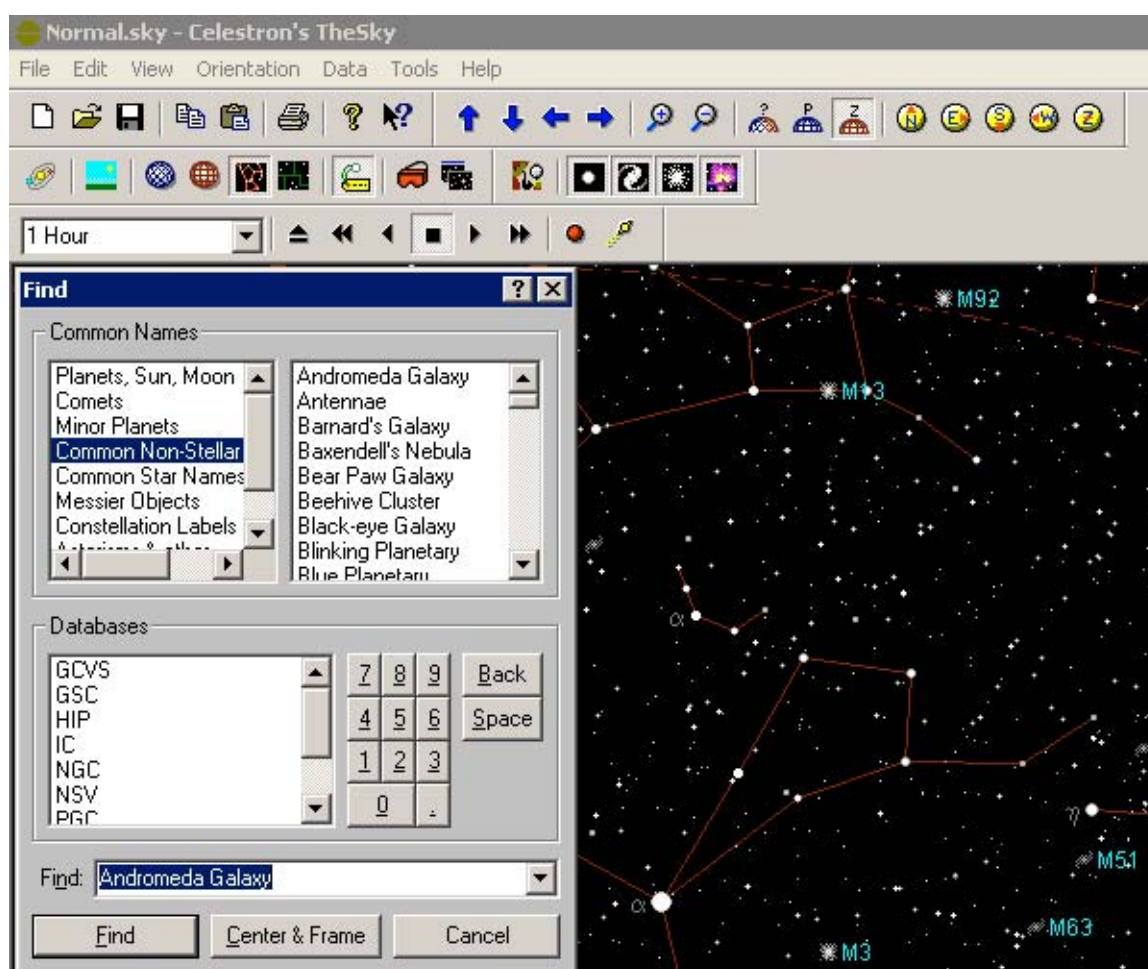 Normal.sky - Celestron's TheSky
File Edit View Orientation Data Tools Help
? ?
? P Z
N E S W Z
1 Hour
Find
?
Common Names
Planets, Sun, Moon
Comets
Minor Planets
Common Non-Stellar
Common Star Names
Messier Objects
Constellation Labels
Andromeda Galaxy
Antennae
Barnard's Galaxy
Baxendell's Nebula
Bear Paw Galaxy
Beehive Cluster
Black-eye Galaxy
Blinking Planetary
Blue Planetary
Databases
GCVS
GSC
HIP
IC
NGC
NSV
PGC
7 8 9 Back
4 5 6 Space
1 2 3
0 .
Find: Andromeda Galaxy
Find Center & Frame Cancel
M92
M13
α
η
M51
α
M63
M3